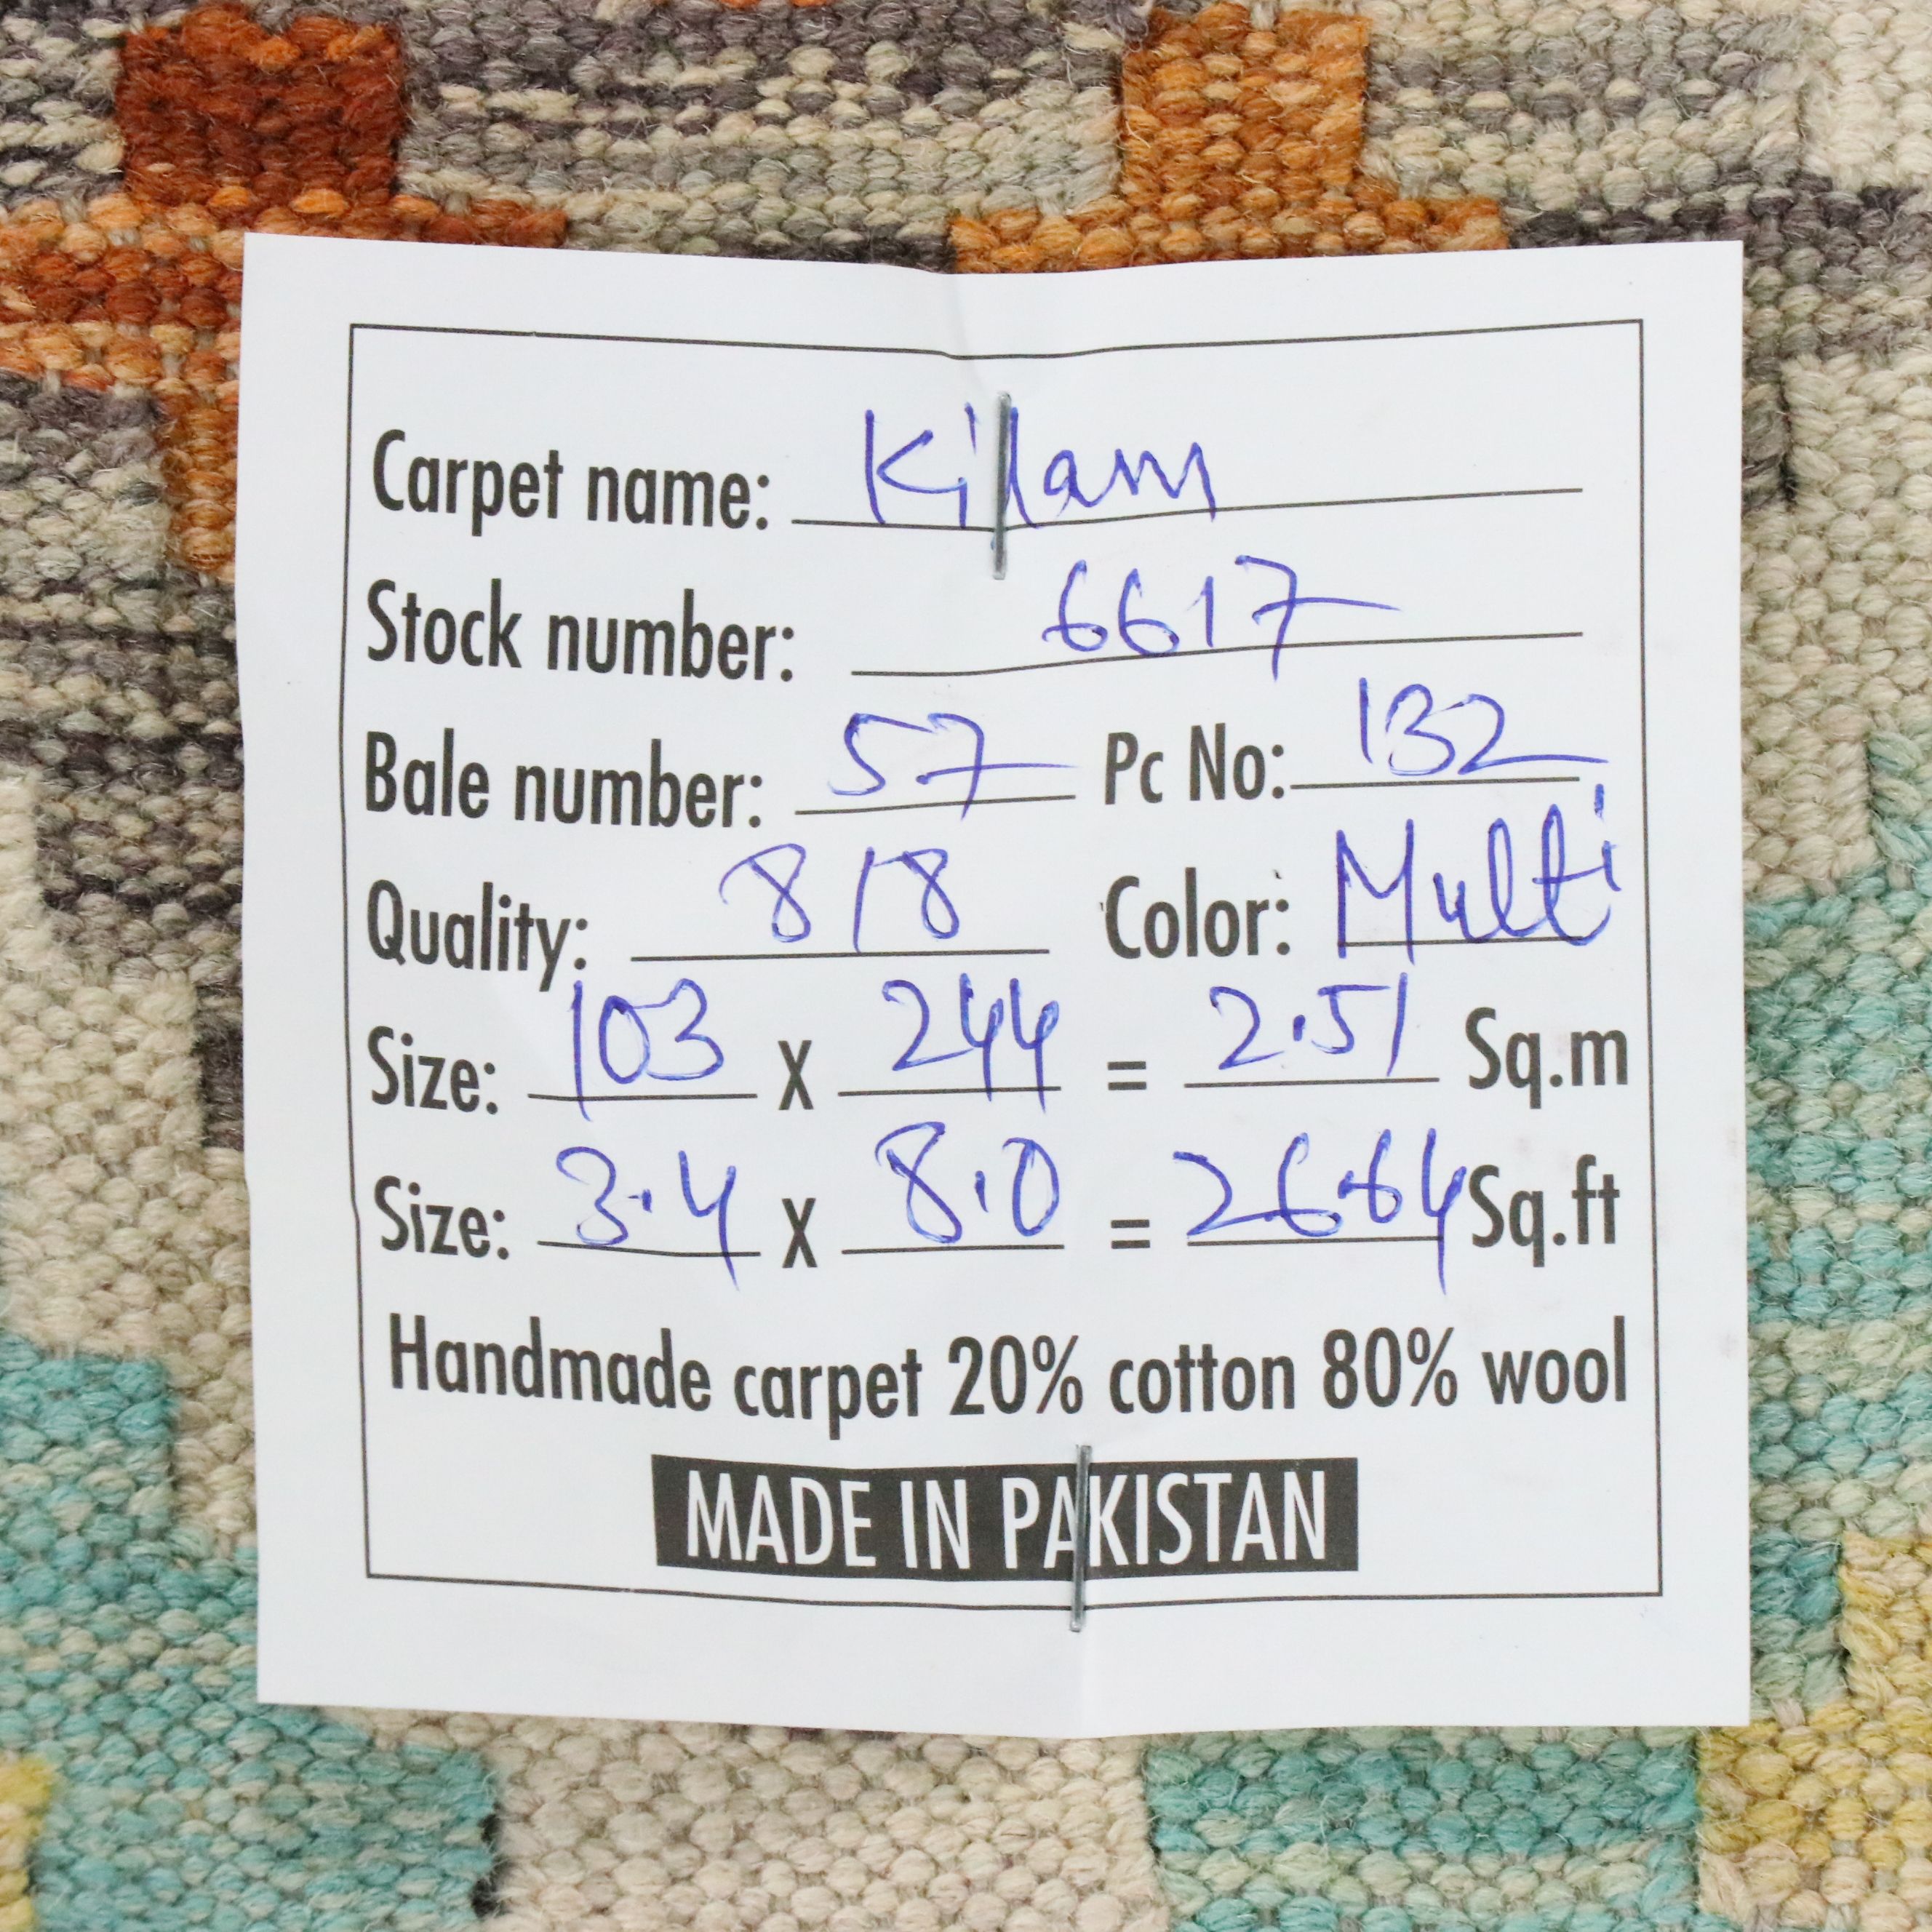 Carpet name: Kilam
Stock number: 6617
Bale number: 57 Pc No: 132
Quality: 8/8 Color: Multi
Size: 103 X 244 = 2.51 Sq.m
Size: 3.4 X 8.0 = 26.64 Sq.ft
Handmade carpet 20% cotton 80% wool
MADE IN PAKISTAN